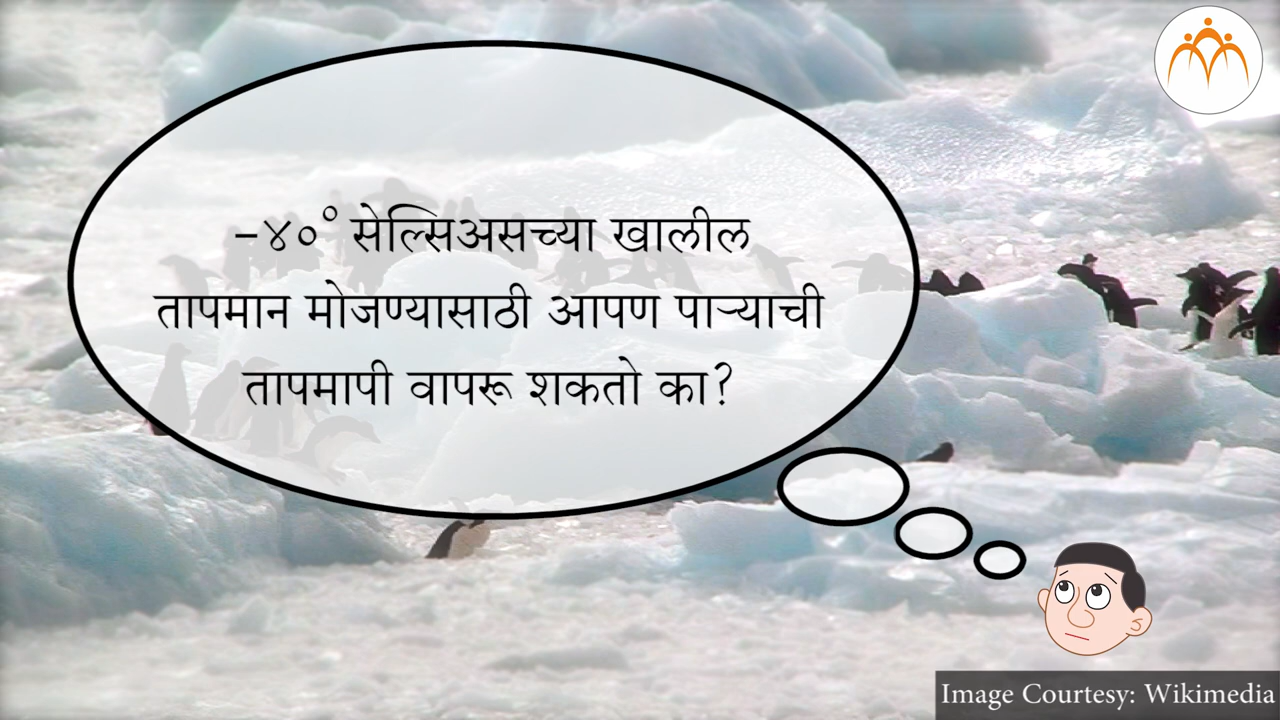 –४०° सेल्सिअसच्या खालील
तापमान मोजण्यासाठी आपण पाऱ्याची
तापमापी वापरू शकतो का?
Image Courtesy: Wikimedia